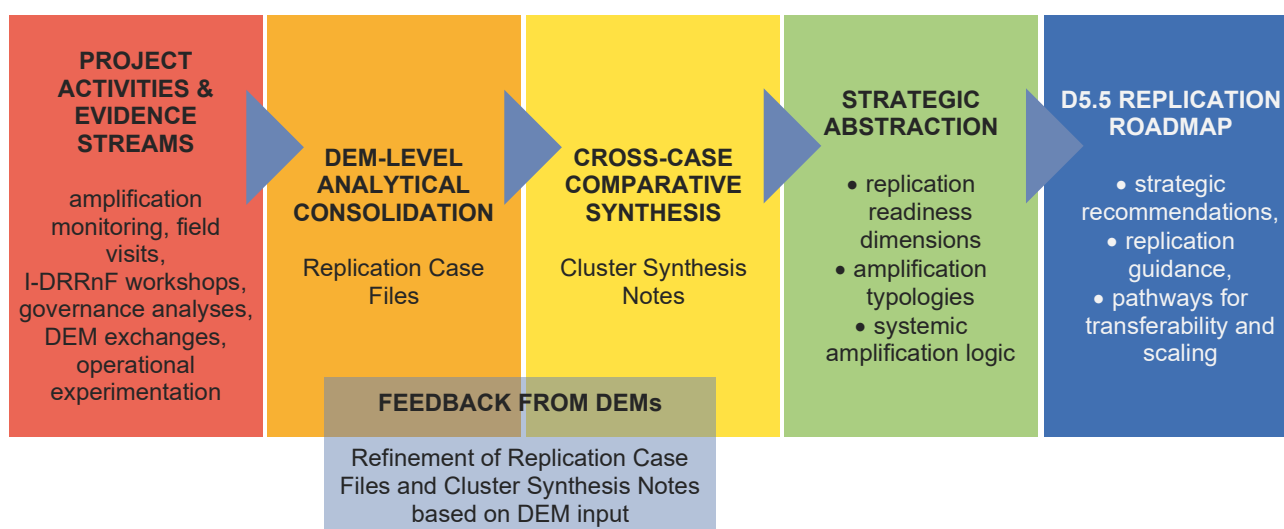 PROJECT
ACTIVITIES &
EVIDENCE
STREAMS
amplification
monitoring, field
visits,
I-DRRnF workshops,
governance analyses,
DEM exchanges,
operational
experimentation
DEM-LEVEL
ANALYTICAL
CONSOLIDATION
Replication Case
Files
CROSS-CASE
COMPARATIVE
SYNTHESIS
Cluster Synthesis
Notes
STRATEGIC
ABSTRACTION
• replication
readiness
dimensions
• amplification
typologies
• systemic
amplification logic
D5.5 REPLICATION
ROADMAP
• strategic
recommendations,
• replication
guidance,
• pathways for
transferability and
scaling
FEEDBACK FROM DEMs
Refinement of Replication Case
Files and Cluster Synthesis Notes
based on DEM input